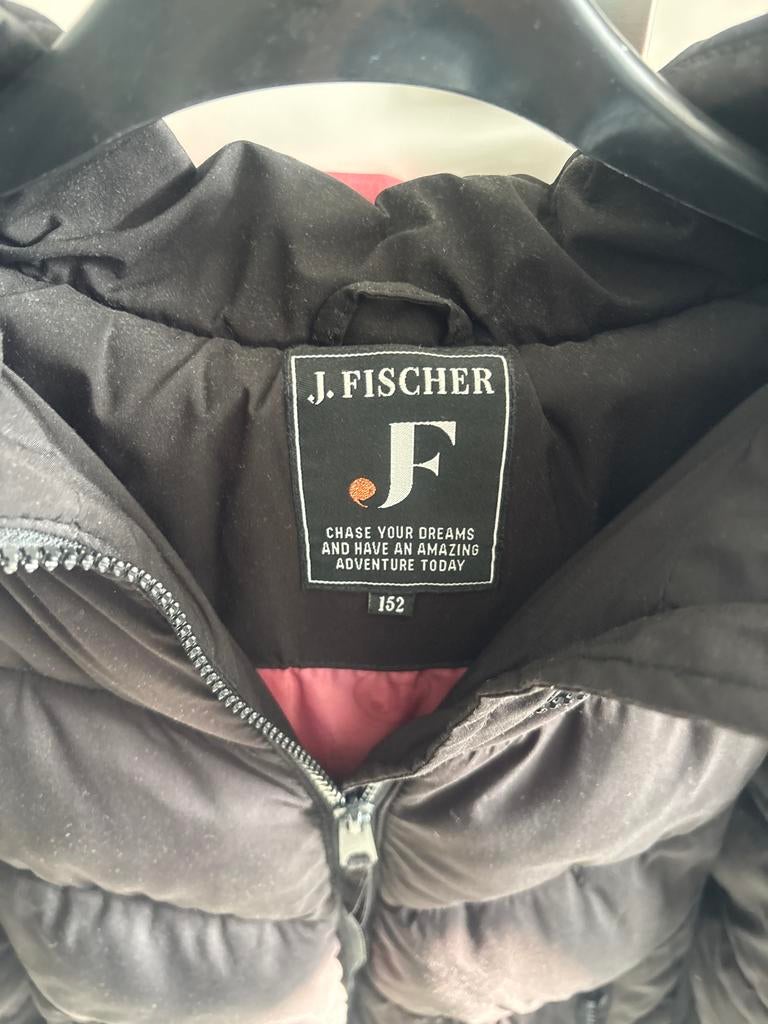 J. FISCHER
JF
CHASE YOUR DREAMS
AND HAVE AN AMAZING
ADVENTURE TODAY
152